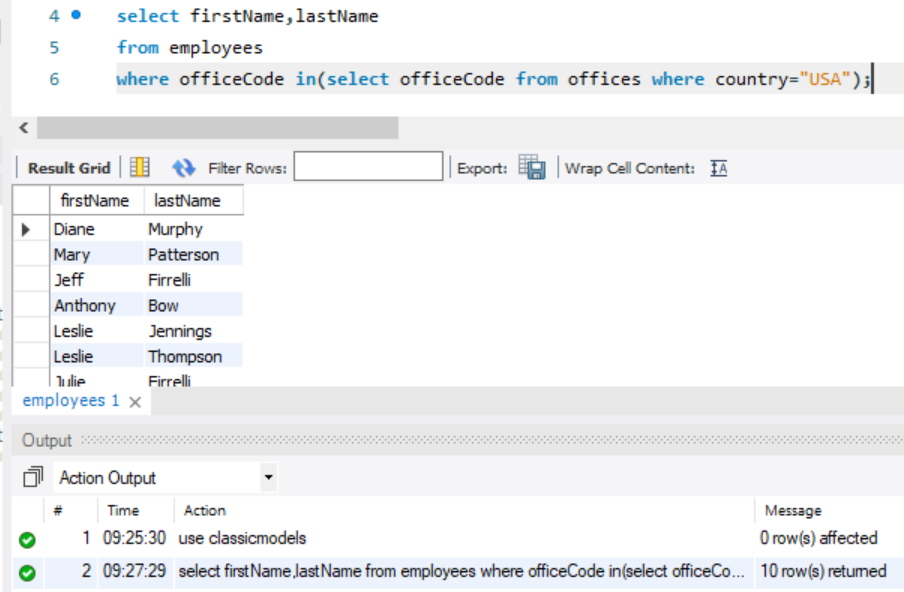 4 select firstName,lastName
5 from employees
6 where officeCode in(select officeCode from offices where country="USA");
Result Grid Filter Rows: Export: Wrap Cell Content:
firstName lastName
Diane Murphy
Mary Patterson
Jeff Firrelli
Anthony Bow
Leslie Jennings
Leslie Thompson
Julie Firrelli
employees 1
Output
Action Output
# Time Action Message
1 09:25:30 use classicmodels 0 row(s) affected
2 09:27:29 select firstName,lastName from employees where officeCode in(select officeCo... 10 row(s) returned